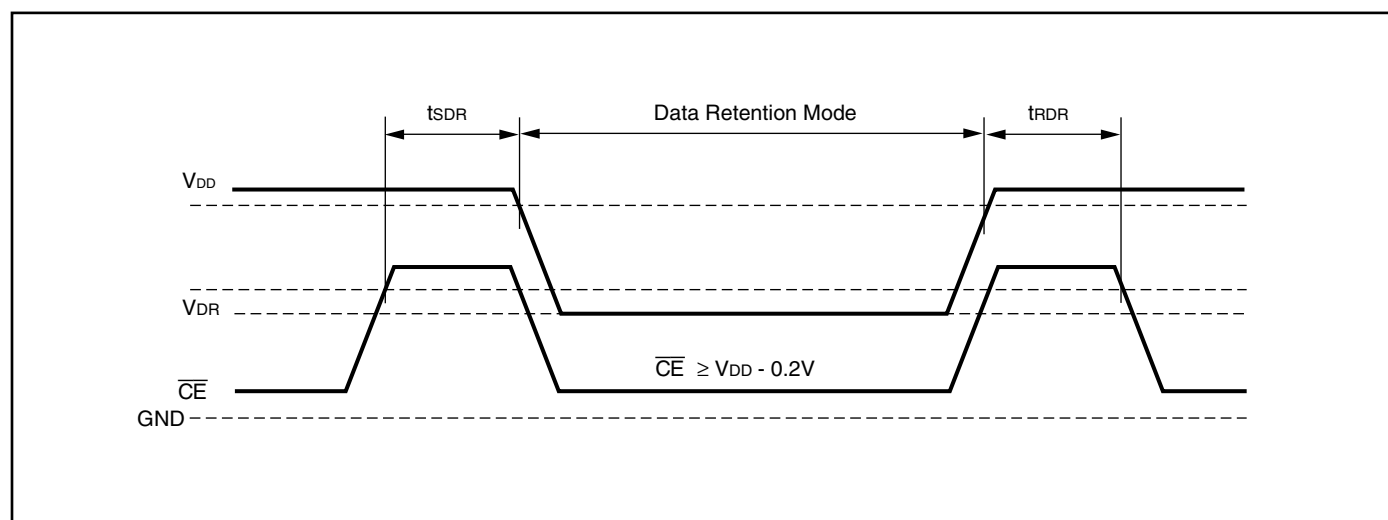 tSDR
Data Retention Mode
tRDR
VDD
VDR
CE ≥ VDD - 0.2V
CE
GND